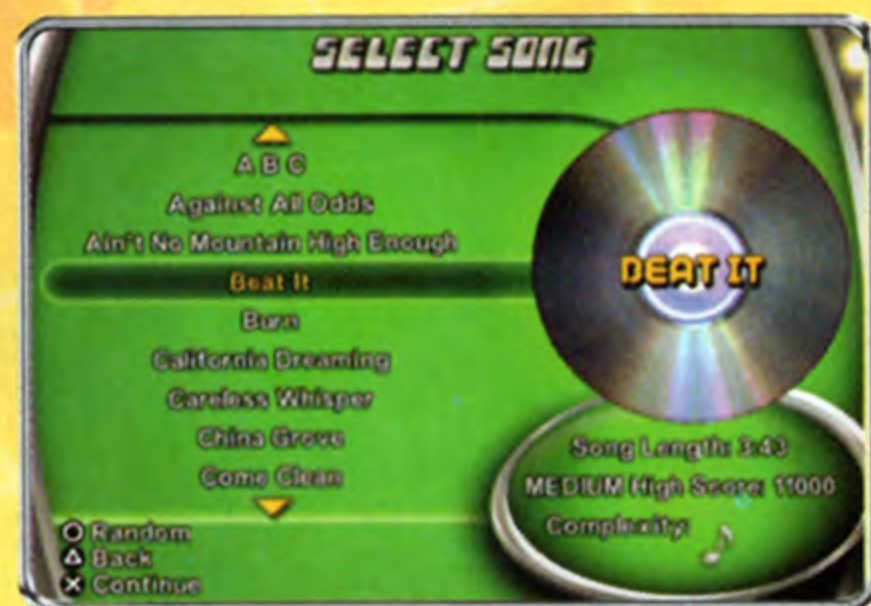 SELECT SONG
A B C
Against All Odds
Ain't No Mountain High Enough
Beat It
BEAT IT
Burn
California Dreaming
Careless Whisper
China Grove
Come Clean
Song Length: 3:43
MEDIUM High Score: 11000
Complexity:
Random
Back
Continue